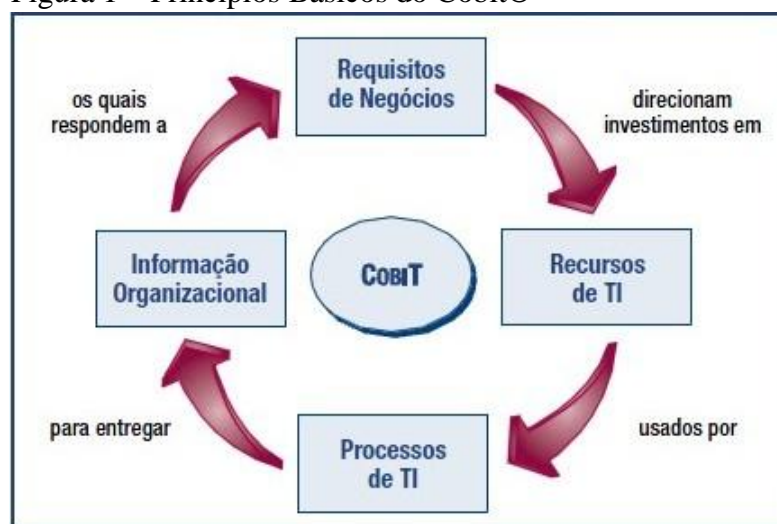 Figura 1 – Princípios Básicos do Cobit©
Requisitos
de Negócios
os quais
respondem a
direcionam
investimentos em
Informação
Organizacional
COBIT
Recursos
de TI
para entregar
usados por
Processos
de TI